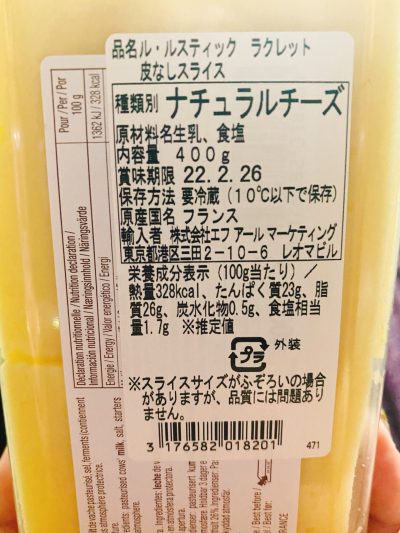 品名ル・ルスティック ラクレット
皮なしスライス
種類別 ナチュラルチーズ
原材料名生乳、食塩
内容量 400g
賞味期限 22.2.26
保存方法 要冷蔵(10℃以下で保存)
原産国名 フランス
輸入者 株式会社エフ アール マーケティング
東京都港区三田2-10-6 レオマビル
栄養成分表示(100g当たり)/
熱量328kcal、たんぱく質23g、脂
質26g、炭水化物0.5g、食塩相当
量1.7g ※推定値
プラ
外装
※スライスサイズがふぞろいの場合
がありますが、品質には問題ありま
せん。
3 176582 018201
471
Pour / Per / Por
100 g
1362 kJ / 328 kcal
Déclaration nutritionnelle / Nutrition declaration /
Información nutricional / Næringsinnhold / Näringsvärde
Energie / Energy / Valor energético / Energi